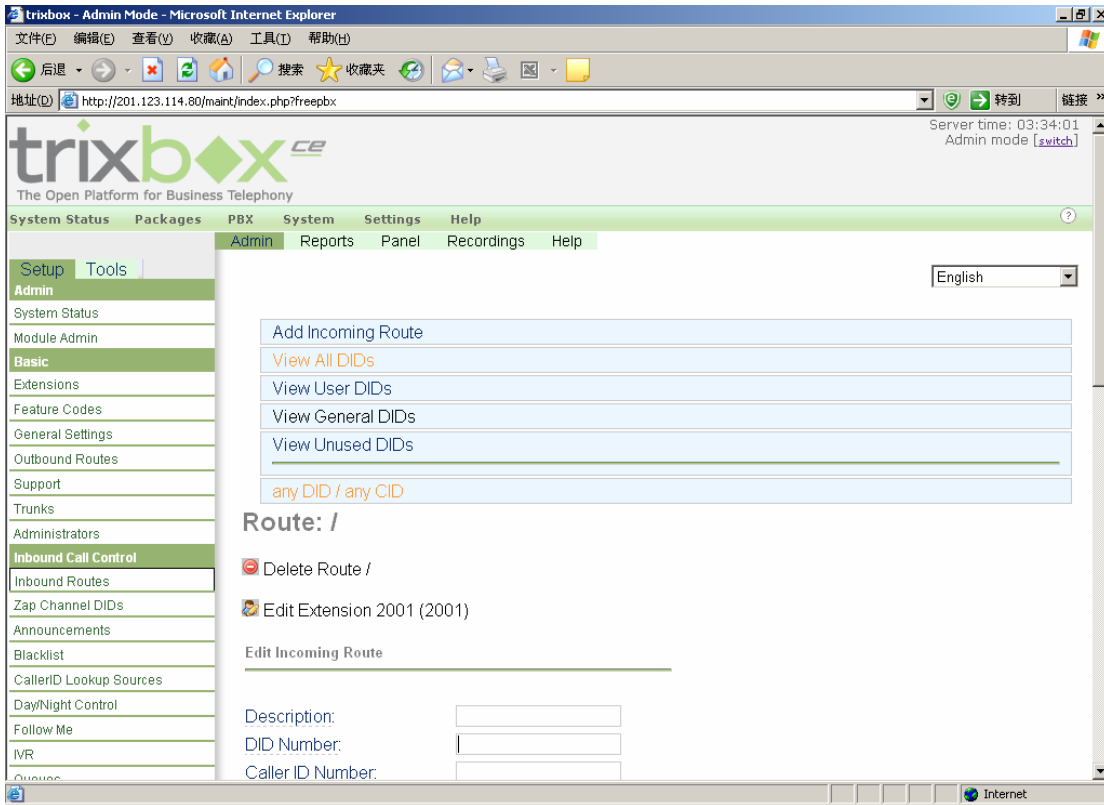 trixbox - Admin Mode - Microsoft Internet Explorer
文件(F) 编辑(E) 查看(V) 收藏(A) 工具(T) 帮助(H)
后退 搜索 收藏夹
地址(D) http://201.123.114.80/maint/index.php?freepbx 转到 链接 »
Server time: 03:34:01
Admin mode [switch]
trixbox ce
The Open Platform for Business Telephony
System Status Packages PBX System Settings Help ?
Admin Reports Panel Recordings Help
Setup Tools
English
Admin
System Status
Module Admin
Basic
Extensions
Feature Codes
General Settings
Outbound Routes
Support
Trunks
Administrators
Inbound Call Control
Inbound Routes
Zap Channel DIDs
Announcements
Blacklist
CallerID Lookup Sources
Day/Night Control
Follow Me
IVR
Queues
Add Incoming Route
View All DIDs
View User DIDs
View General DIDs
View Unused DIDs
any DID / any CID
Route: /
Delete Route /
Edit Extension 2001 (2001)
Edit Incoming Route
Description:
DID Number:
Caller ID Number:
Internet